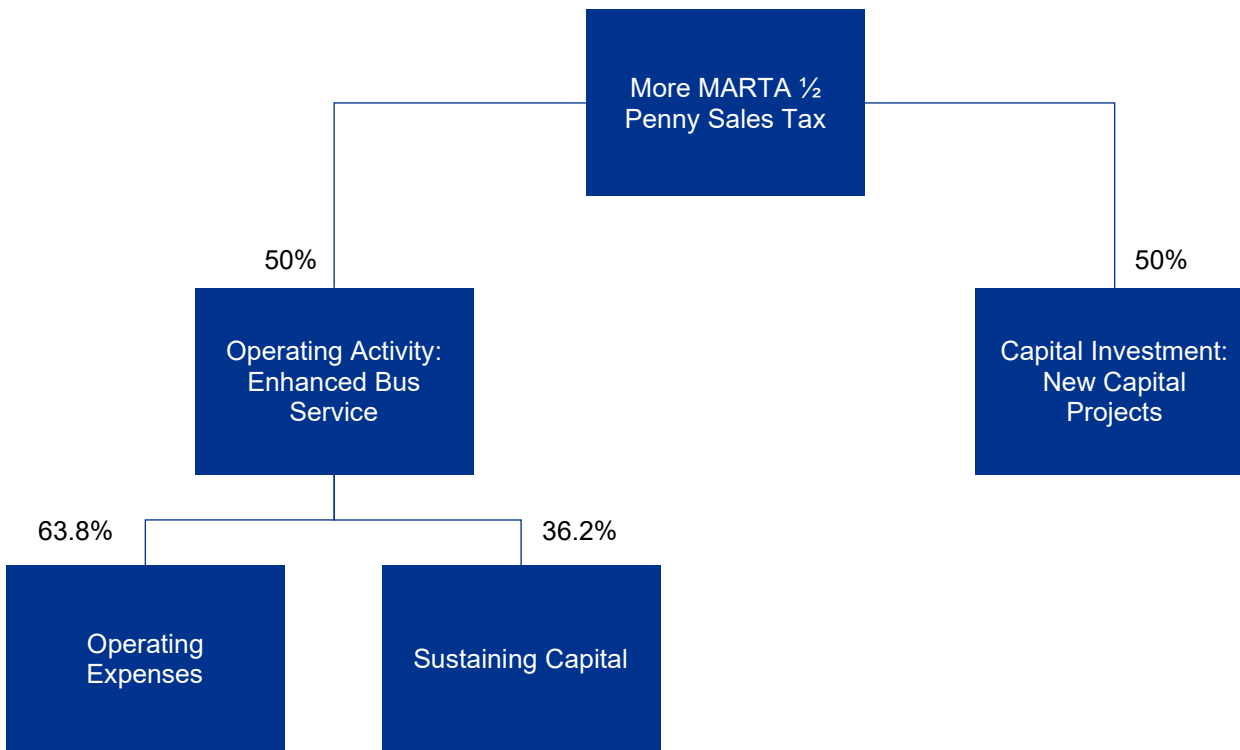 More MARTA ½
Penny Sales Tax
50%
50%
Operating Activity:
Enhanced Bus
Service
Capital Investment:
New Capital
Projects
63.8%
36.2%
Operating
Expenses
Sustaining Capital